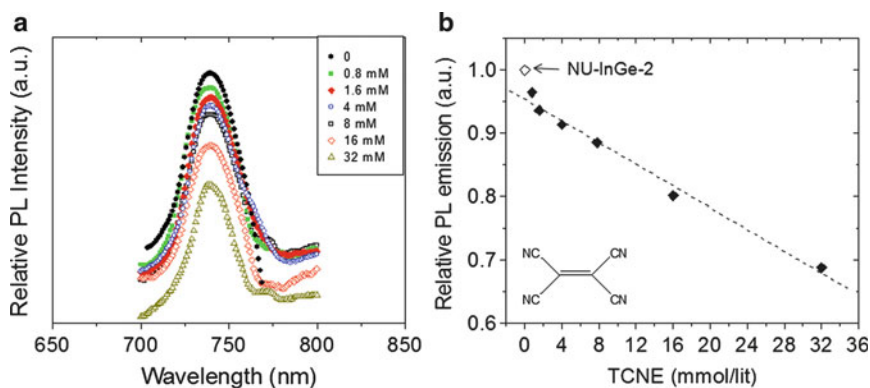 a
Relative PL Intensity (a.u.)
0
0.8 mM
1.6 mM
4 mM
8 mM
16 mM
32 mM
650 700 750 800 850
Wavelength (nm)
b
Relative PL emission (a.u.)
1.0
0.9
0.8
0.7
0.6
NU-InGe-2
NC CN
NC CN
0 4 8 12 16 20 24 28 32 36
TCNE (mmol/lit)